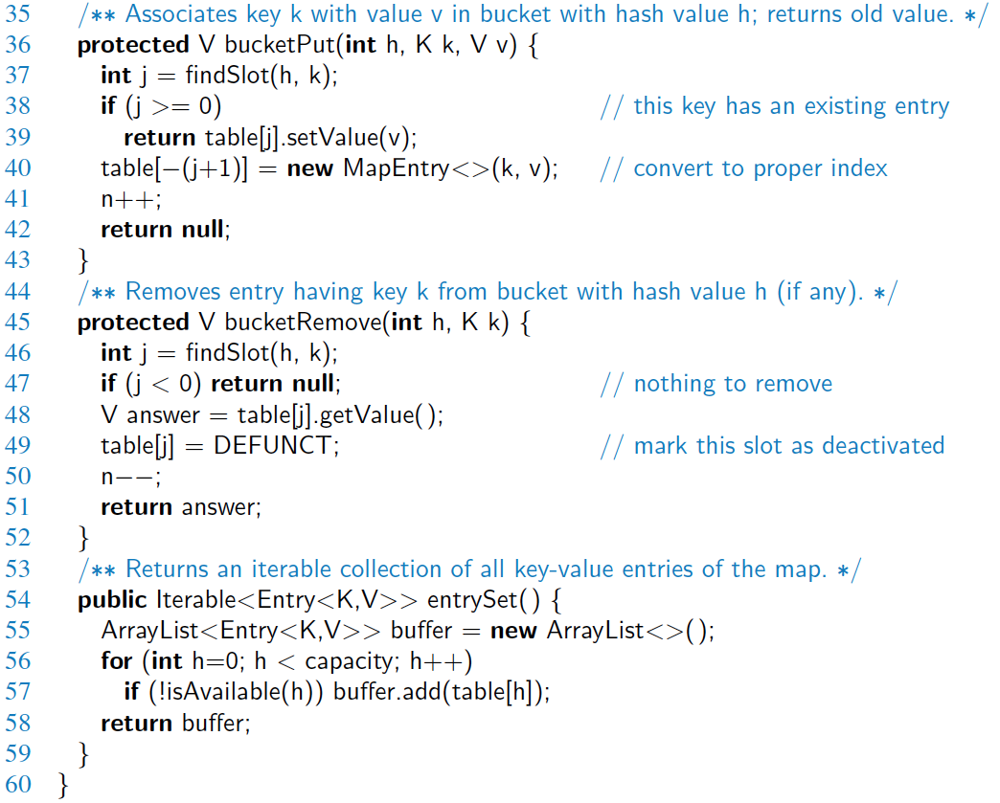 35 /** Associates key k with value v in bucket with hash value h; returns old value. */
36 protected V bucketPut(int h, K k, V v) {
37 int j = findSlot(h, k);
38 if (j >= 0) // this key has an existing entry
39 return table[j].setValue(v);
40 table[−(j+1)] = new MapEntry<>(k, v); // convert to proper index
41 n++;
42 return null;
43 }
44 /** Removes entry having key k from bucket with hash value h (if any). */
45 protected V bucketRemove(int h, K k) {
46 int j = findSlot(h, k);
47 if (j < 0) return null; // nothing to remove
48 V answer = table[j].getValue( );
49 table[j] = DEFUNCT; // mark this slot as deactivated
50 n−−;
51 return answer;
52 }
53 /** Returns an iterable collection of all key-value entries of the map. */
54 public Iterable<Entry<K,V>> entrySet( ) {
55 ArrayList<Entry<K,V>> buffer = new ArrayList<>( );
56 for (int h=0; h < capacity; h++)
57 if (!isAvailable(h)) buffer.add(table[h]);
58 return buffer;
59 }
60 }